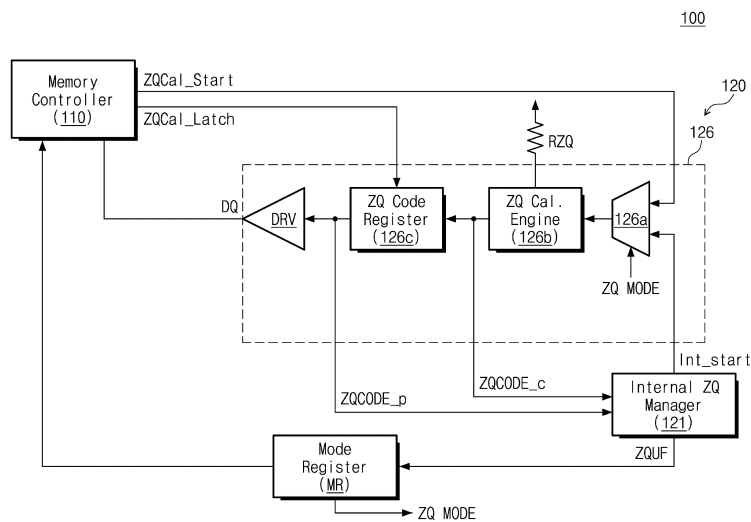 100
Memory
Controller
(110)
ZQCal_Start
ZQCal_Latch
120
126
RZQ
DQ
DRV
ZQ Code
Register
(126c)
ZQ Cal.
Engine
(126b)
126a
ZQ MODE
Int_start
ZQCODE_p
ZQCODE_c
Internal ZQ
Manager
(121)
ZQUF
Mode
Register
(MR)
ZQ MODE